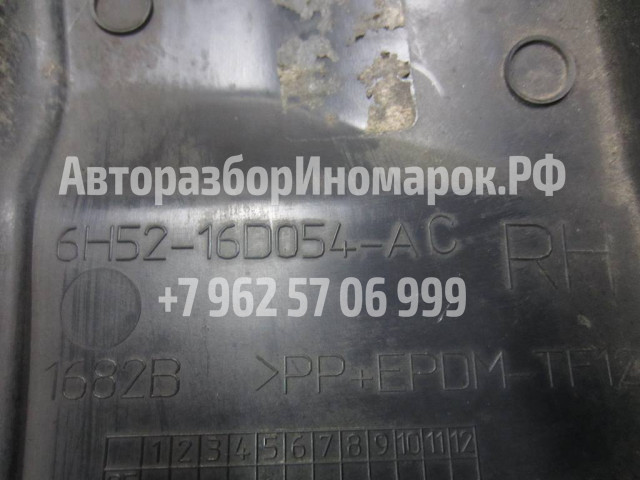 АвторазборИномарок.РФ
6H52-16D054-AC
RH
+7 962 57 06 999
1682B >PP+EPDM-TF12
1 2 3 4 5 6 7 8 9 10 11 12